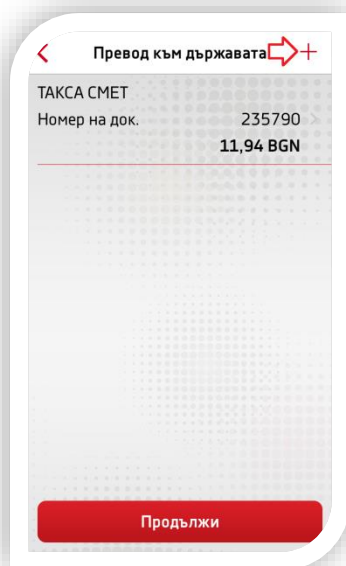 Превод към държавата
ТАКСА СМЕТ
Номер на док. 235790
11,94 BGN
Продължи